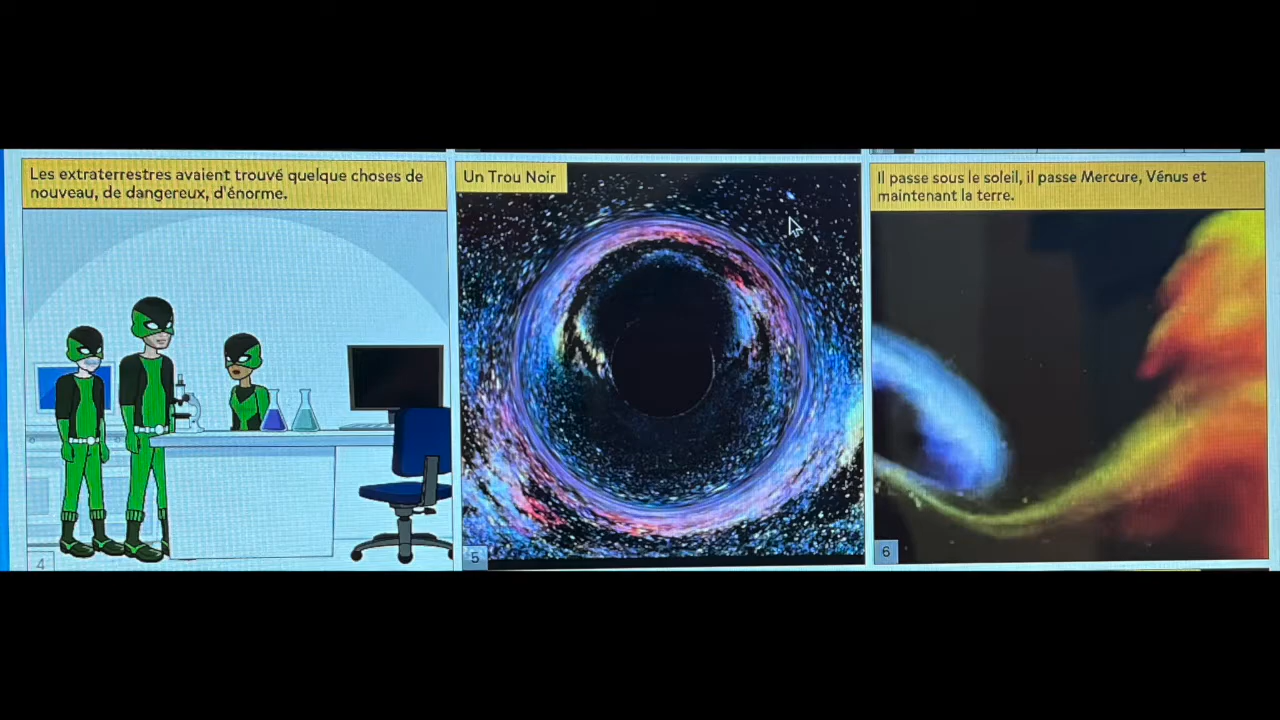 Les extraterrestres avaient trouvé quelque choses de
nouveau, de dangereux, d'énorme.
4
Un Trou Noir
5
Il passe sous le soleil, il passe Mercure, Vénus et
maintenant la terre.
6